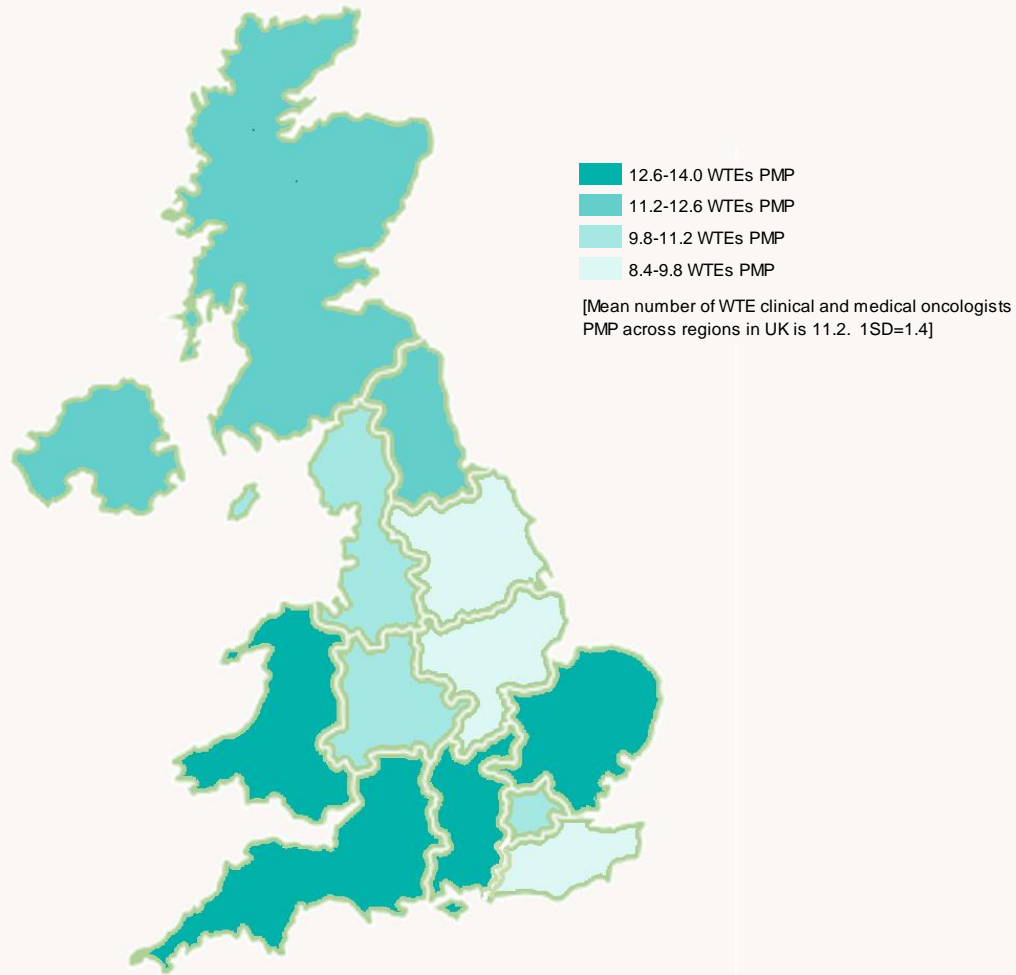 12.6-14.0 WTEs PMP
11.2-12.6 WTEs PMP
9.8-11.2 WTEs PMP
8.4-9.8 WTEs PMP
[Mean number of WTE clinical and medical oncologists
PMP across regions in UK is 11.2. 1SD=1.4]